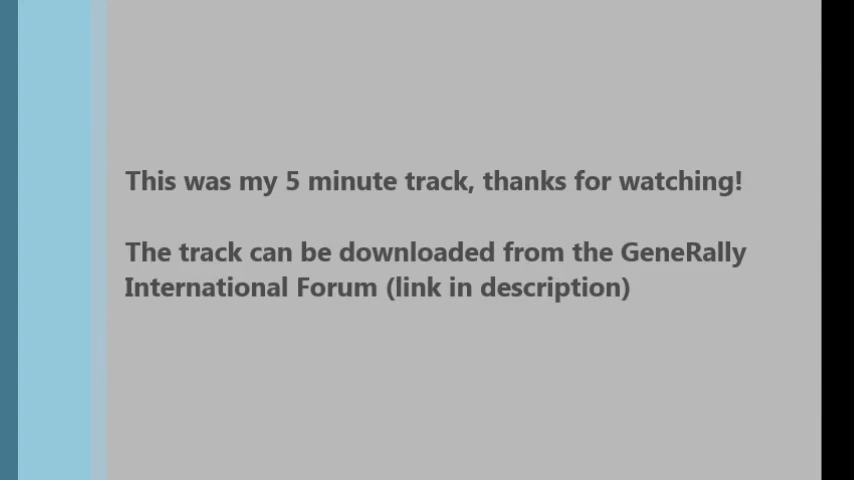 This was my 5 minute track, thanks for watching!
The track can be downloaded from the GeneRally
International Forum (link in description)